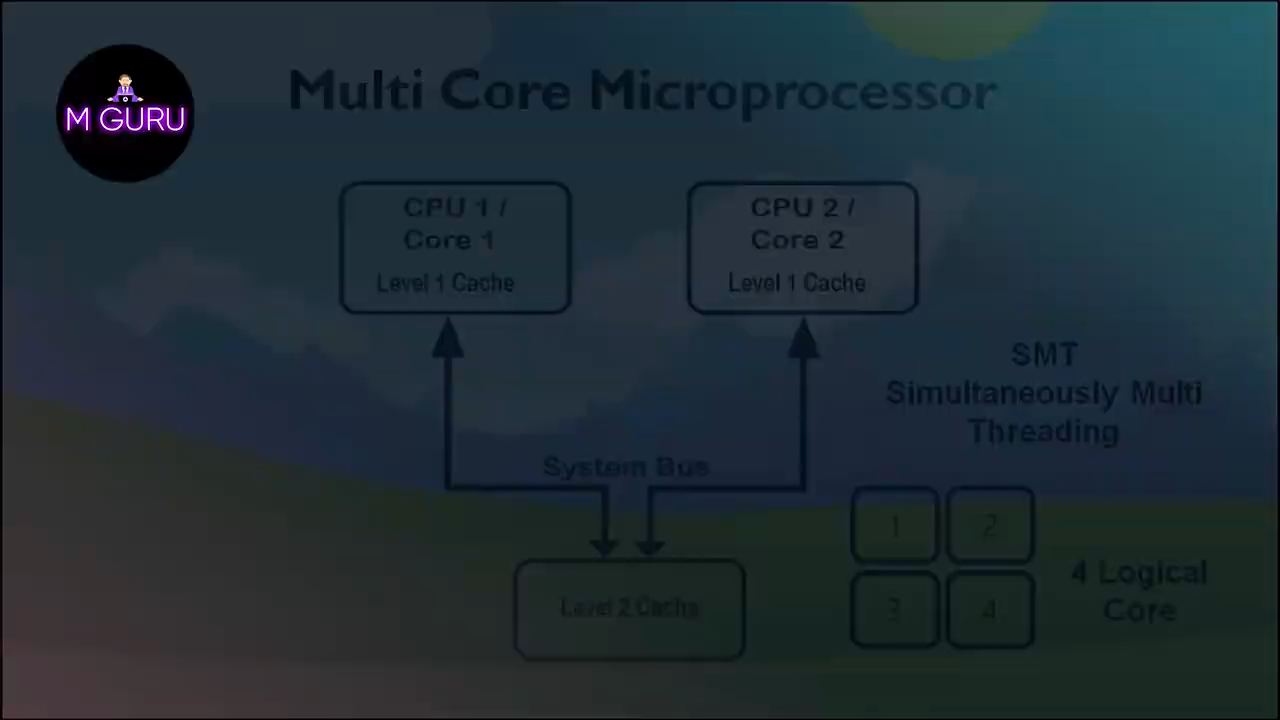 M GURU
Multi Core Microprocessor
CPU 1 /
Core 1
Level 1 Cache
CPU 2 /
Core 2
Level 1 Cache
SMT
Simultaneously Multi
Threading
System Bus
1
2
3
4
4 Logical
Core
Level 2 Cache